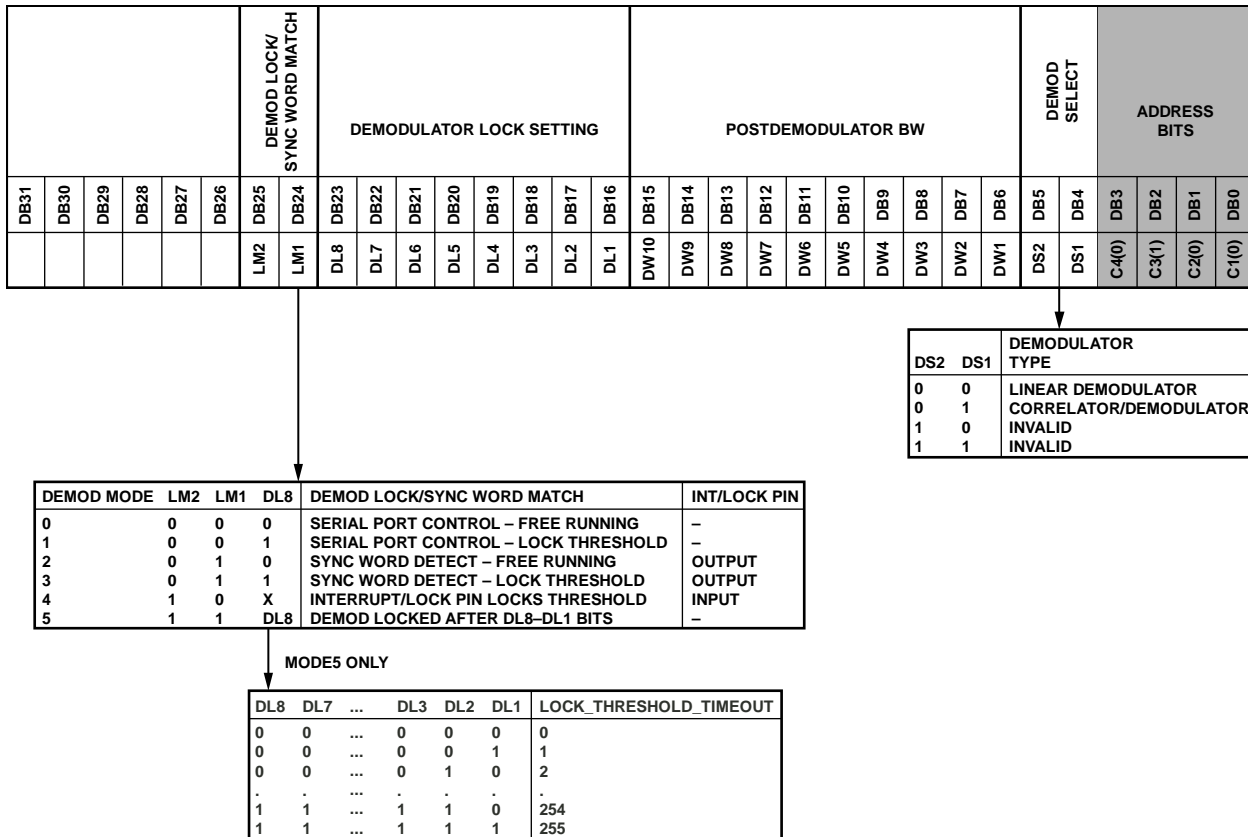 DEMOD LOCK/
SYNC WORD MATCH
DEMODULATOR LOCK SETTING
POSTDEMODULATOR BW
DEMOD
SELECT
ADDRESS
BITS
DB31 DB30 DB29 DB28 DB27 DB26 DB25 DB24 DB23 DB22 DB21 DB20 DB19 DB18 DB17 DB16 DB15 DB14 DB13 DB12 DB11 DB10 DB9 DB8 DB7 DB6 DB5 DB4 DB3 DB2 DB1 DB0
LM2 LM1 DL8 DL7 DL6 DL5 DL4 DL3 DL2 DL1 DW10 DW9 DW8 DW7 DW6 DW5 DW4 DW3 DW2 DW1 DS2 DS1 C4(0) C3(1) C2(0) C1(0)
DEMODULATOR
DS2 DS1 TYPE
0 0 LINEAR DEMODULATOR
0 1 CORRELATOR/DEMODULATOR
1 0 INVALID
1 1 INVALID
DEMOD MODE LM2 LM1 DL8 DEMOD LOCK/SYNC WORD MATCH INT/LOCK PIN
0 0 0 0 SERIAL PORT CONTROL – FREE RUNNING –
1 0 0 1 SERIAL PORT CONTROL – LOCK THRESHOLD –
2 0 1 0 SYNC WORD DETECT – FREE RUNNING OUTPUT
3 0 1 1 SYNC WORD DETECT – LOCK THRESHOLD OUTPUT
4 1 0 X INTERRUPT/LOCK PIN LOCKS THRESHOLD INPUT
5 1 1 DL8 DEMOD LOCKED AFTER DL8–DL1 BITS –
MODE5 ONLY
DL8 DL7 ... DL3 DL2 DL1 LOCK_THRESHOLD_TIMEOUT
0 0 ... 0 0 0 0
0 0 ... 0 0 1 1
0 0 ... 0 1 0 2
. . ... . . . .
1 1 ... 1 1 0 254
1 1 ... 1 1 1 255